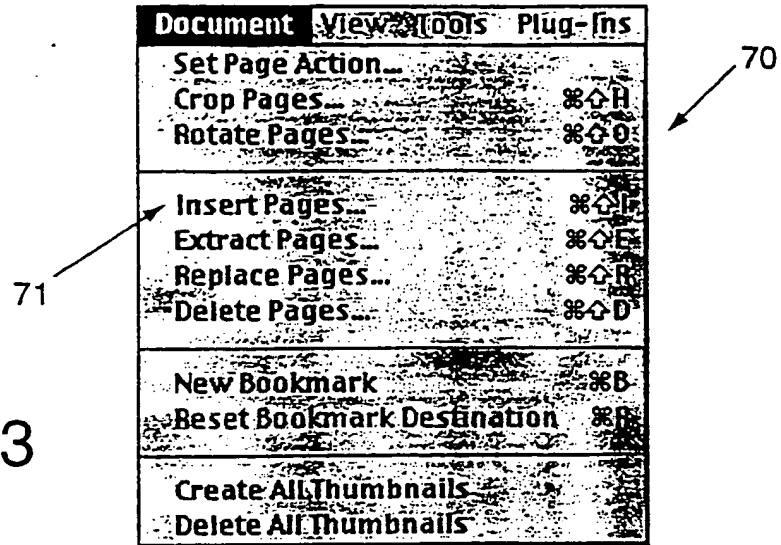 Document View Tools Plug-Ins
70
Set Page Action...
Crop Pages... ⌘⇧H
Rotate Pages... ⌘⇧O
71
Insert Pages... ⌘⇧I
Extract Pages... ⌘⇧E
Replace Pages... ⌘⇧R
Delete Pages... ⌘⇧D
3
New Bookmark ⌘B
Reset Bookmark Destination ⌘R
Create All Thumbnails
Delete All Thumbnails